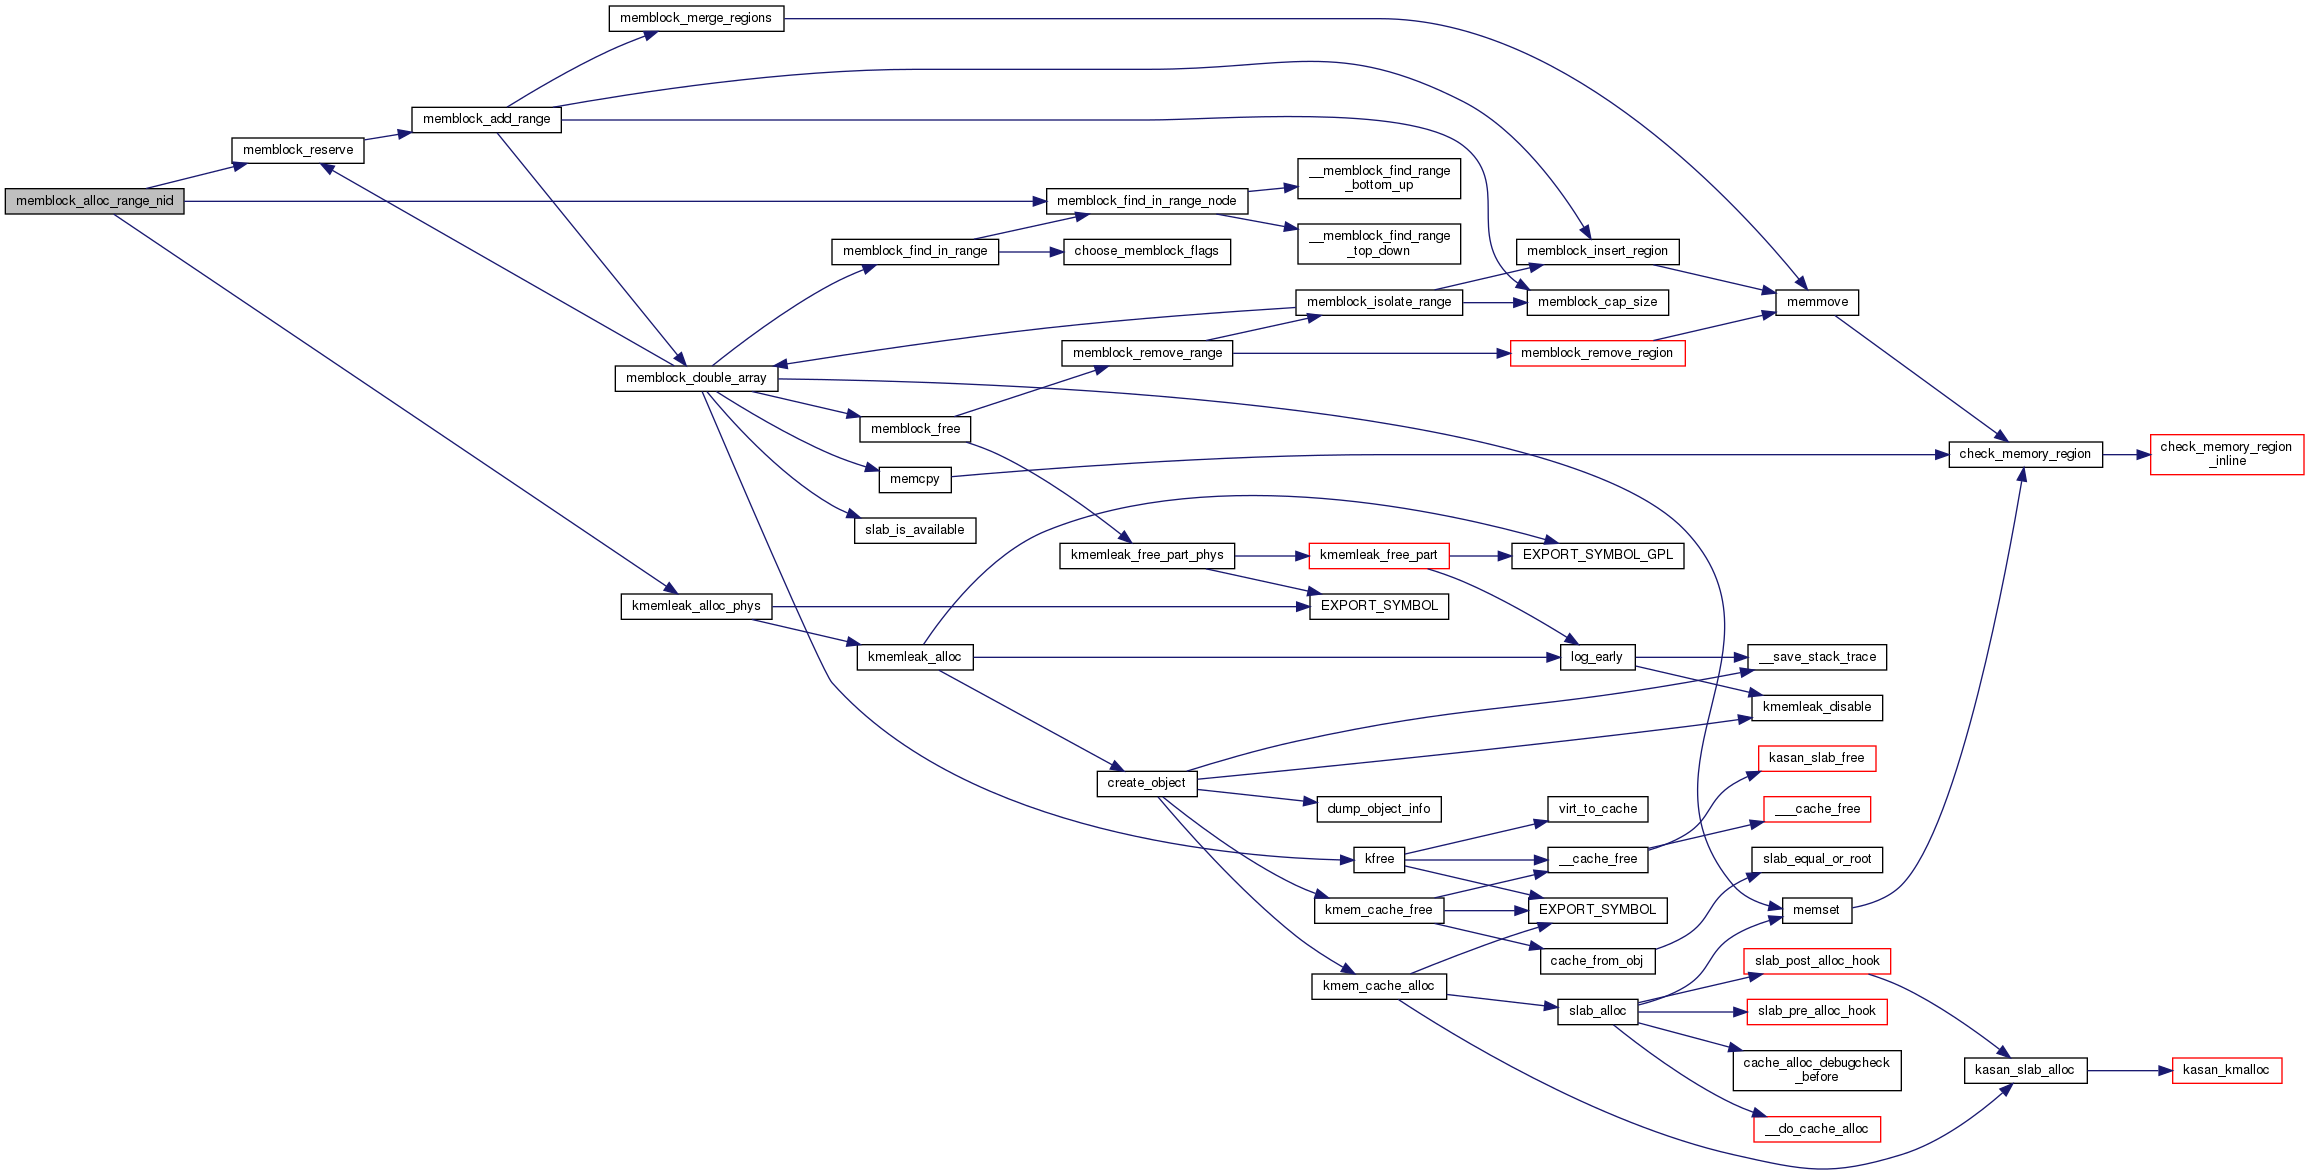 memblock_merge_regions
memblock_add_range
memblock_reserve
__memblock_find_range
_bottom_up
memblock_alloc_range_nid
memblock_find_in_range_node
__memblock_find_range
_top_down
memblock_find_in_range
choose_memblock_flags
memblock_insert_region
memblock_isolate_range
memblock_cap_size
memmove
memblock_remove_range
memblock_remove_region
memblock_double_array
memblock_free
check_memory_region
check_memory_region
_inline
memcpy
slab_is_available
kmemleak_free_part_phys
kmemleak_free_part
EXPORT_SYMBOL_GPL
kmemleak_alloc_phys
EXPORT_SYMBOL
kmemleak_alloc
log_early
__save_stack_trace
kmemleak_disable
kasan_slab_free
create_object
dump_object_info
virt_to_cache
___cache_free
kfree
__cache_free
slab_equal_or_root
kmem_cache_free
EXPORT_SYMBOL
memset
cache_from_obj
slab_post_alloc_hook
kmem_cache_alloc
slab_alloc
slab_pre_alloc_hook
cache_alloc_debugcheck
_before
kasan_slab_alloc
kasan_kmalloc
__do_cache_alloc